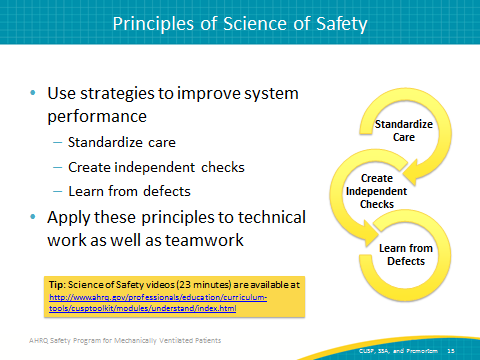 Principles of Science of Safety
• Use strategies to improve system
performance
– Standardize care
– Create independent checks
– Learn from defects
• Apply these principles to technical
work as well as teamwork
Standardize
Care
Create
Independent
Checks
Learn from
Defects
Tip: Science of Safety videos (23 minutes) are available at
http://www.ahrq.gov/professionals/education/curriculum-
tools/cusptoolkit/modules/understand/index.html
AHRQ Safety Program for Mechanically Ventilated Patients
CUSP, SSA, and Premortem 15